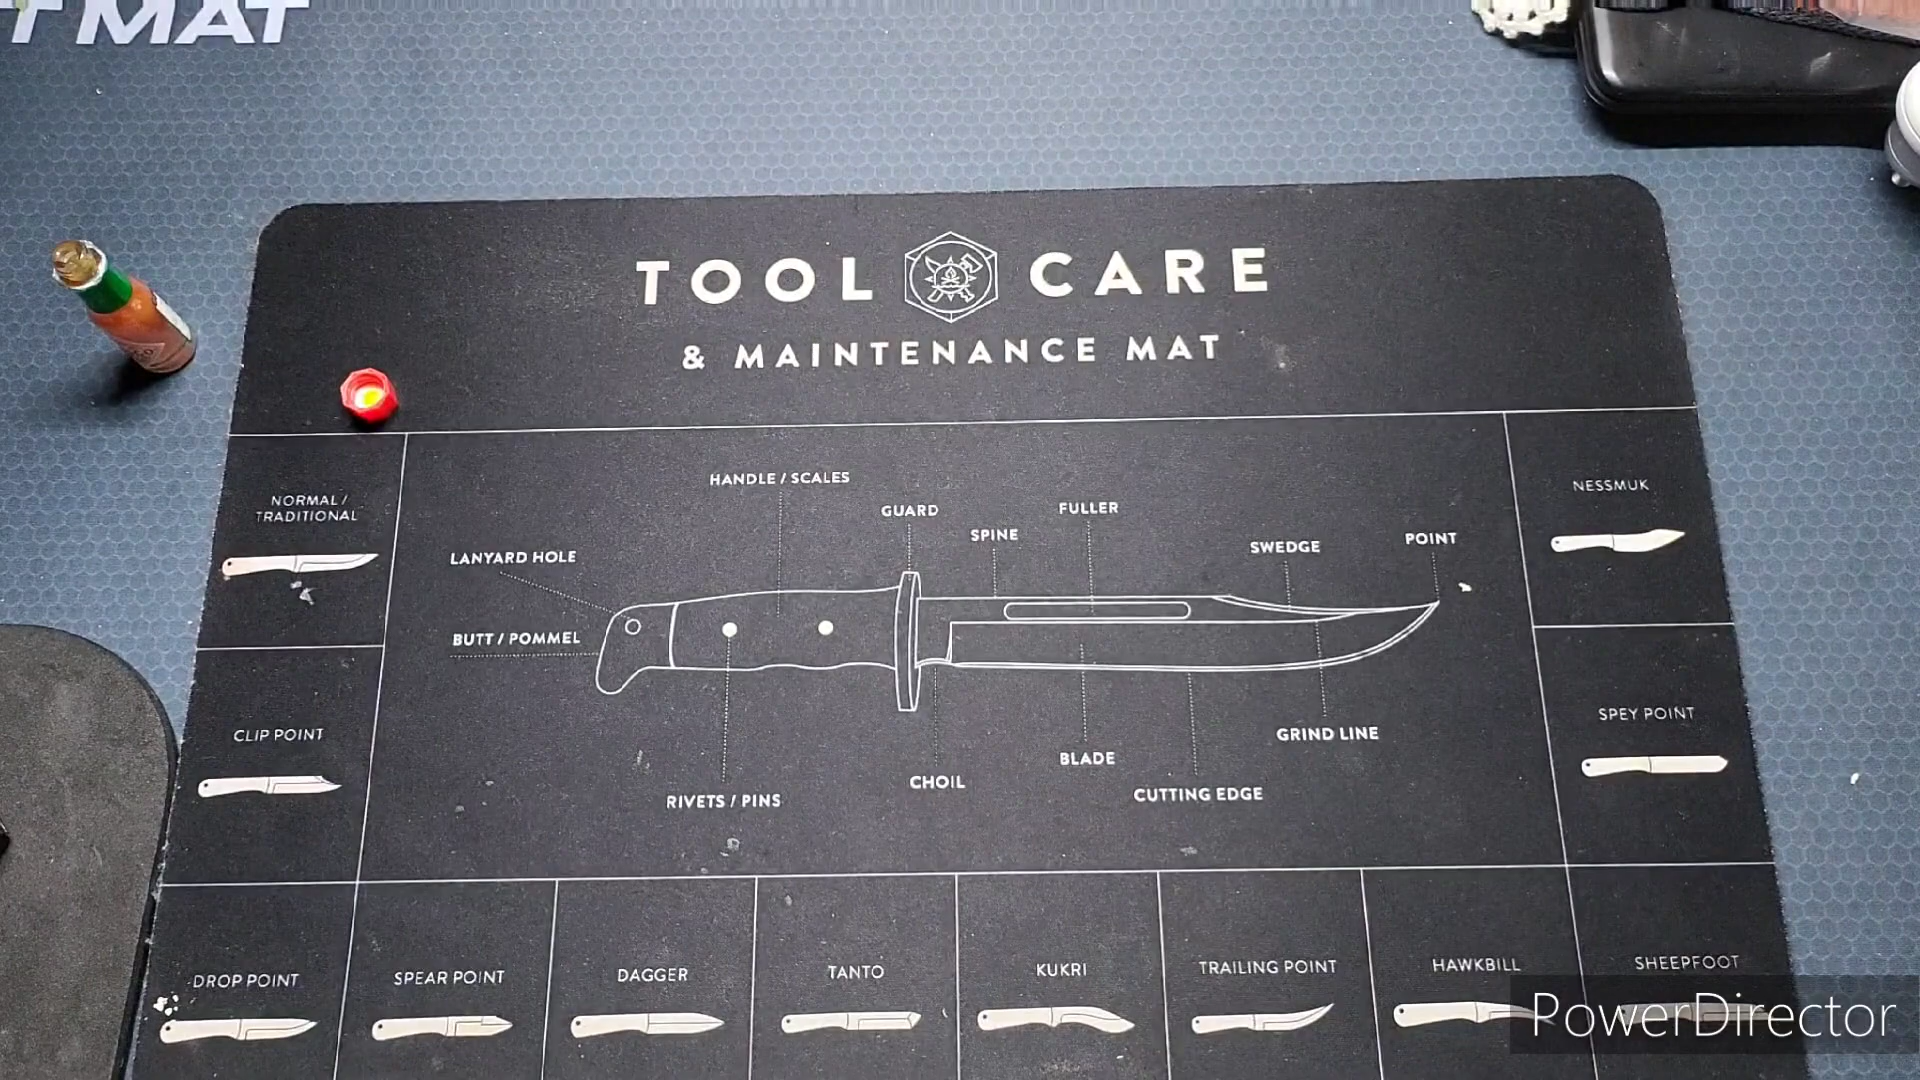 T MAT
TOOL CARE
& MAINTENANCE MAT
NORMAL /
TRADITIONAL
CLIP POINT
HANDLE / SCALES
GUARD
SPINE
FULLER
SWEDGE
POINT
LANYARD HOLE
BUTT / POMMEL
RIVETS / PINS
CHOIL
BLADE
CUTTING EDGE
GRIND LINE
NESSMUK
SPEY POINT
DROP POINT
SPEAR POINT
DAGGER
TANTO
KUKRI
TRAILING POINT
HAWKBILL
SHEEPFOOT
PowerDirector